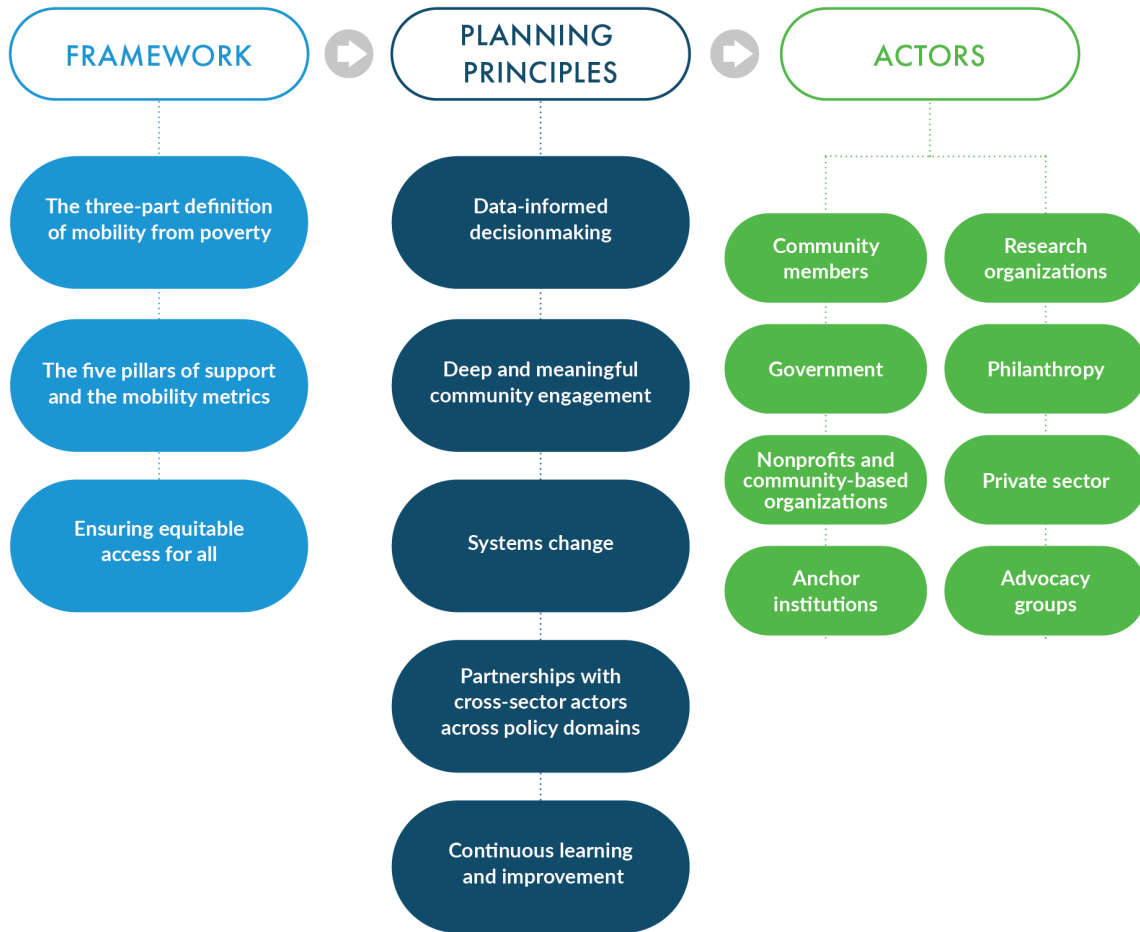 FRAMEWORK
The three-part definition
of mobility from poverty
The five pillars of support
and the mobility metrics
Ensuring equitable
access for all
PLANNING
PRINCIPLES
Data-informed
decisionmaking
Deep and meaningful
community engagement
Systems change
Partnerships with
cross-sector actors
across policy domains
Continuous learning
and improvement
ACTORS
Community
members
Government
Nonprofits and
community-based
organizations
Anchor
institutions
Research
organizations
Philanthropy
Private sector
Advocacy
groups